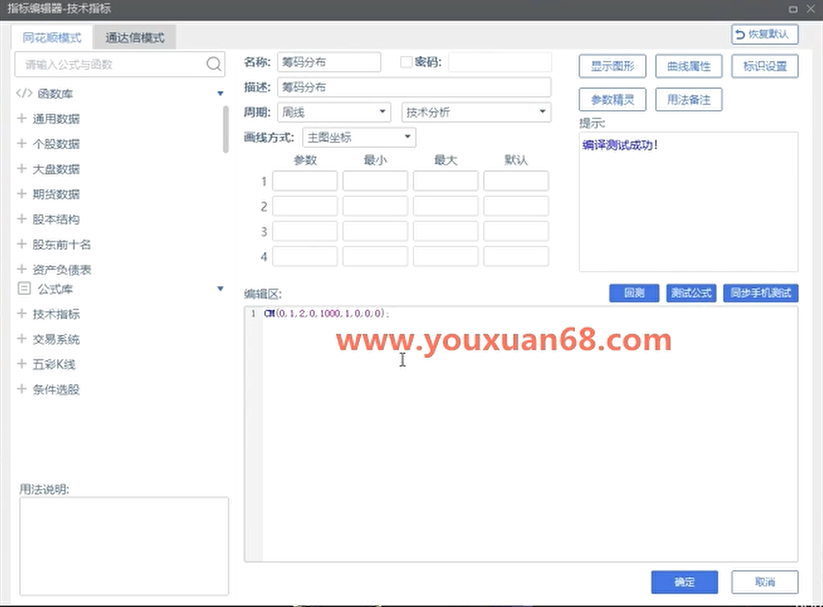 指标编辑器-技术指标
同花顺模式 通达信模式
恢复默认
请输入公式与函数
函数库
通用数据
个股数据
大盘数据
期货数据
股本结构
股东前十名
资产负债表
公式库
技术指标
交易系统
五彩K线
条件选股
用法说明:
名称: 筹码分布 密码:
描述: 筹码分布
周期: 周线 技术分析
画线方式: 主图坐标
参数 最小 最大 默认
1
2
3
4
显示图形 曲线属性 标识设置
参数精灵 用法备注
提示:
编译测试成功!
编辑区:
回测 测试公式 同步手机测试
1 CM(0,1,2,0,1000,1,0,0,0);
www.youxuan68.com
确定 取消